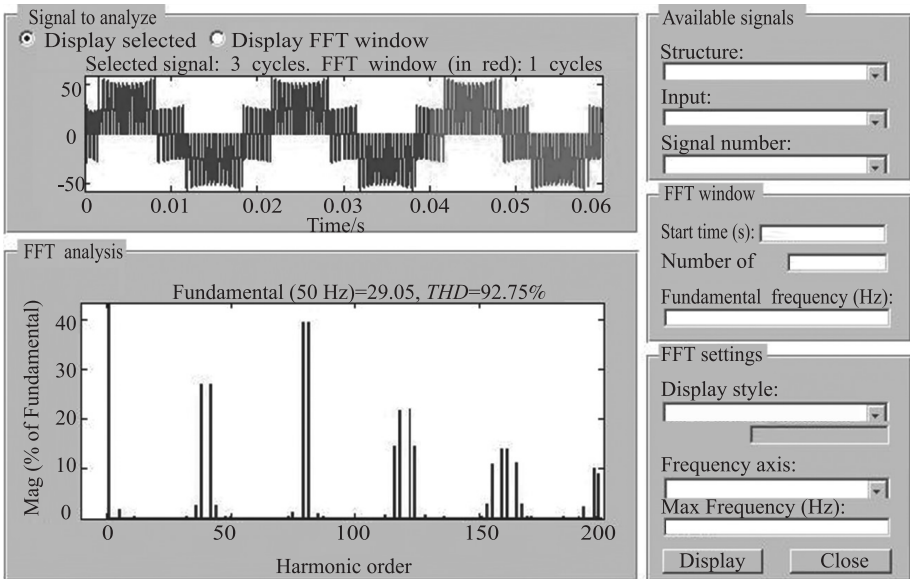 Signal to analyze
Display selected Display FFT window
Selected signal: 3 cycles. FFT window (in red): 1 cycles
50
0
-50
0 0.01 0.02 0.03 0.04 0.05 0.06
Time/s
FFT analysis
Fundamental (50 Hz)=29.05, THD=92.75%
Mag (% of Fundamental)
40
30
20
10
0
0 50 100 150 200
Harmonic order
Available signals
Structure:
Input:
Signal number:
FFT window
Start time (s):
Number of
Fundamental frequency (Hz):
FFT settings
Display style:
Frequency axis:
Max Frequency (Hz):
Display Close